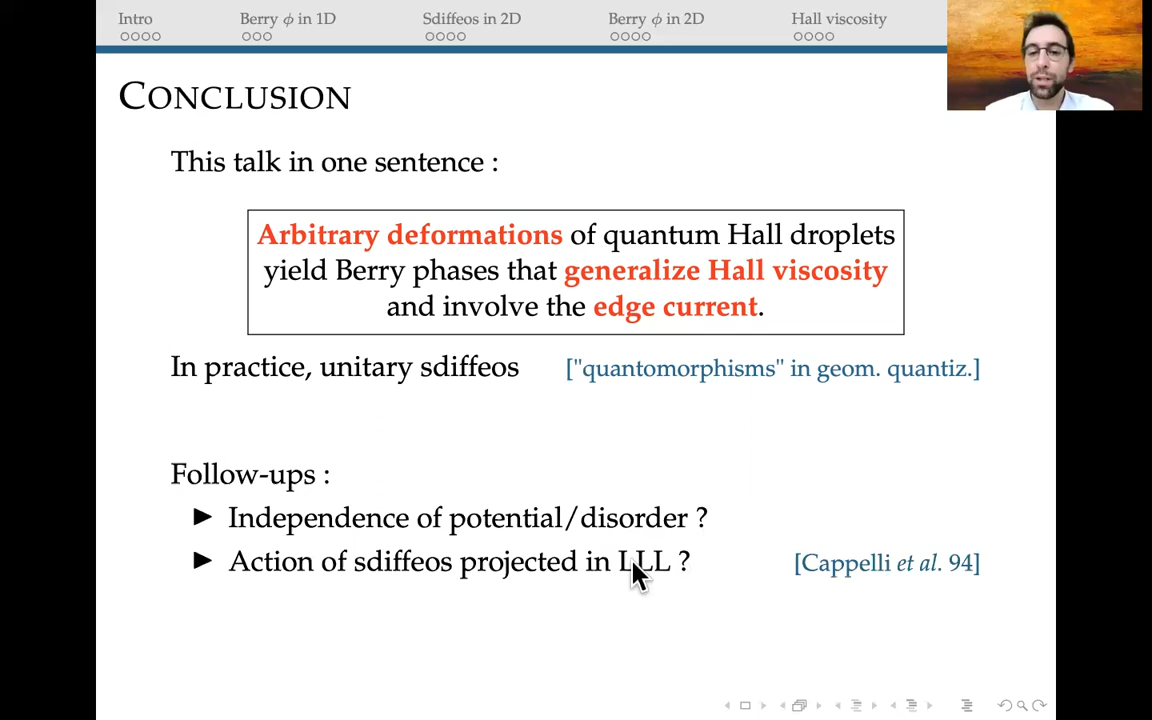 Intro Berry ϕ in 1D Sdiffeos in 2D Berry ϕ in 2D Hall viscosity
CONCLUSION
This talk in one sentence :
Arbitrary deformations of quantum Hall droplets
yield Berry phases that generalize Hall viscosity
and involve the edge current.
In practice, unitary sdiffeos ["quantomorphisms" in geom. quantiz.]
Follow-ups :
► Independence of potential/disorder ?
► Action of sdiffeos projected in LLL ? [Cappelli et al. 94]